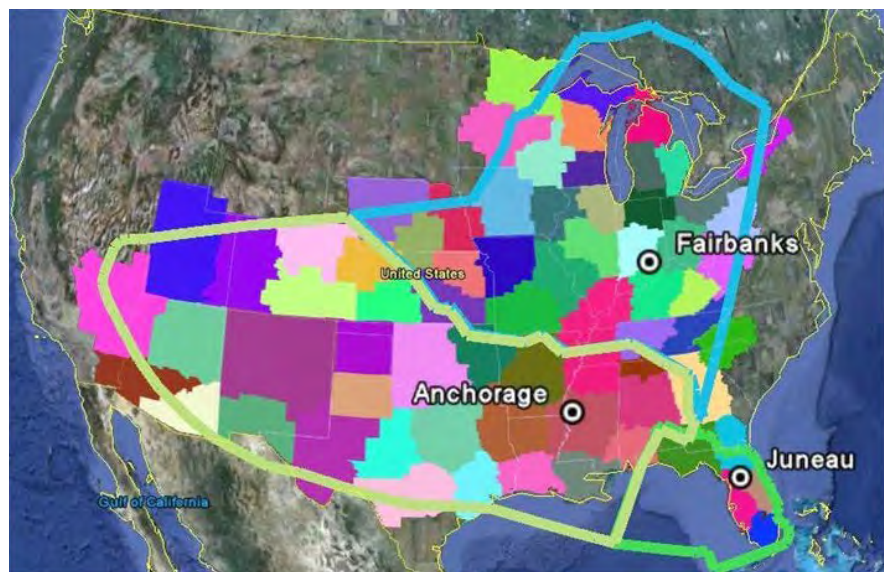 Fairbanks
United States
Anchorage
Juneau
Gulf of California